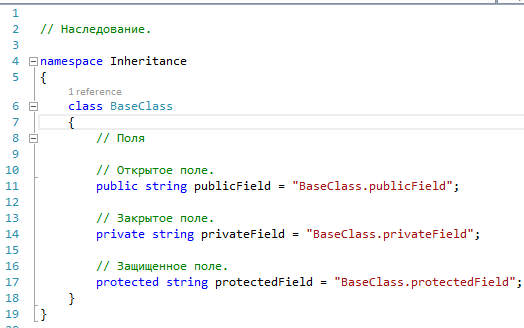 1
2 // Наследование.
3
4 namespace Inheritance
5 {
1 reference
6 class BaseClass
7 {
8 // Поля
9
10 // Открытое поле.
11 public string publicField = "BaseClass.publicField";
12
13 // Закрытое поле.
14 private string privateField = "BaseClass.privateField";
15
16 // Защищенное поле.
17 protected string protectedField = "BaseClass.protectedField";
18 }
19 }